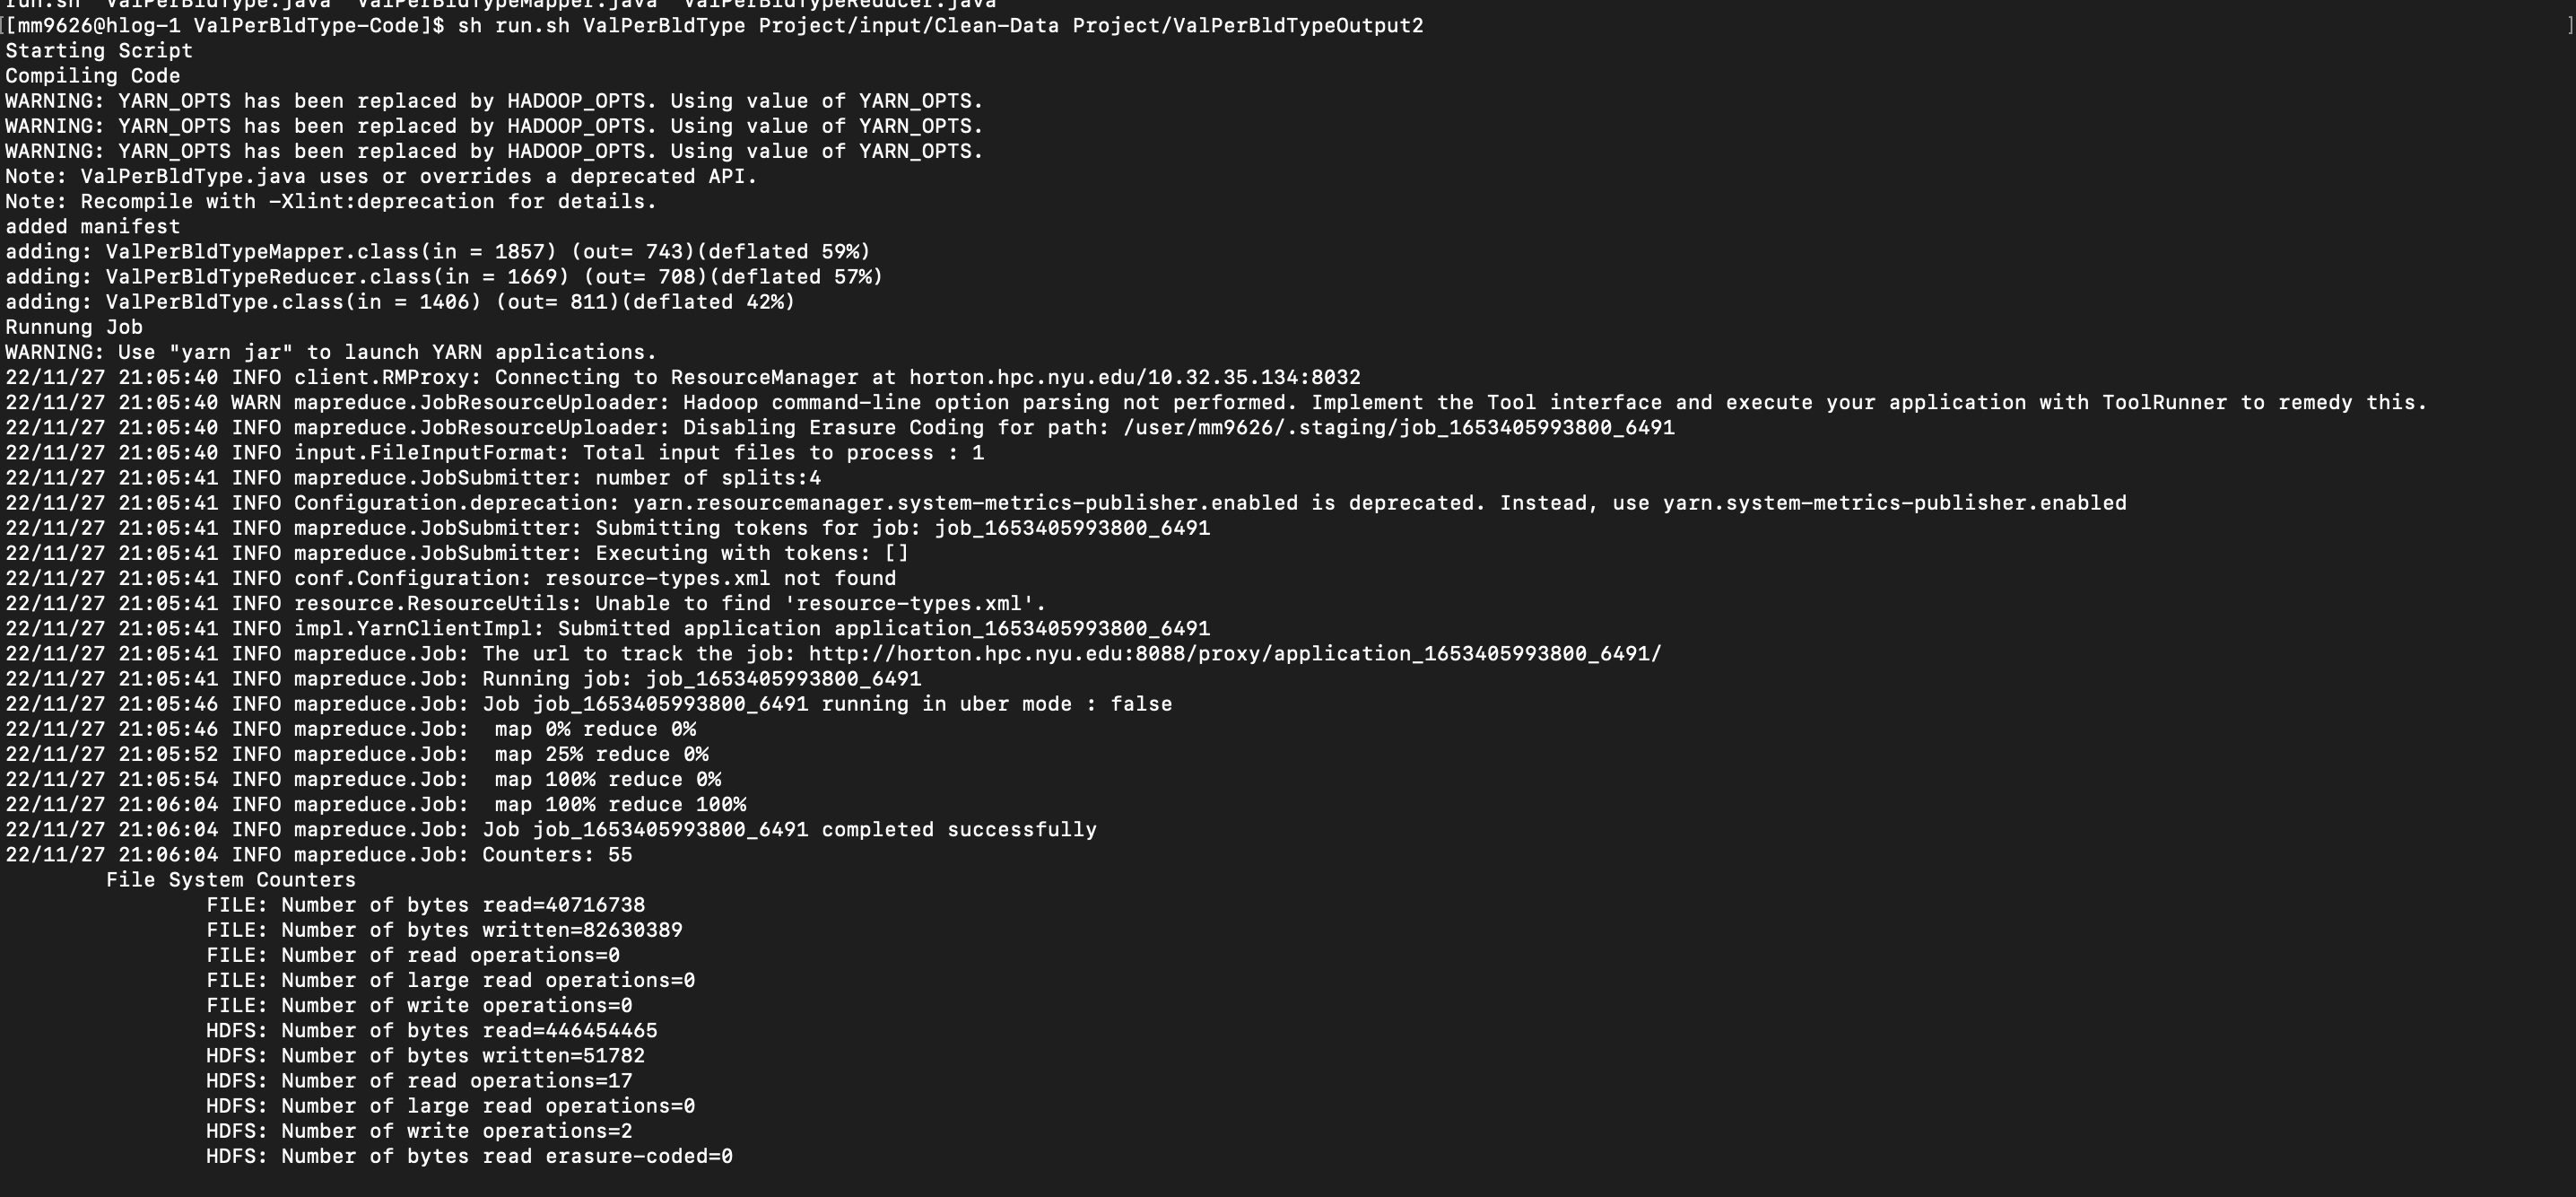 run.sh  ValPerBldType.java  ValPerBldTypeMapper.java  ValPerBldTypeReducer.java
[[mm9626@hlog-1 ValPerBldType-Code]$ sh run.sh ValPerBldType Project/input/Clean-Data Project/ValPerBldTypeOutput2 ]
Starting Script
Compiling Code
WARNING: YARN_OPTS has been replaced by HADOOP_OPTS. Using value of YARN_OPTS.
WARNING: YARN_OPTS has been replaced by HADOOP_OPTS. Using value of YARN_OPTS.
WARNING: YARN_OPTS has been replaced by HADOOP_OPTS. Using value of YARN_OPTS.
Note: ValPerBldType.java uses or overrides a deprecated API.
Note: Recompile with -Xlint:deprecation for details.
added manifest
adding: ValPerBldTypeMapper.class(in = 1857) (out= 743)(deflated 59%)
adding: ValPerBldTypeReducer.class(in = 1669) (out= 708)(deflated 57%)
adding: ValPerBldType.class(in = 1406) (out= 811)(deflated 42%)
Runnung Job
WARNING: Use "yarn jar" to launch YARN applications.
22/11/27 21:05:40 INFO client.RMProxy: Connecting to ResourceManager at horton.hpc.nyu.edu/10.32.35.134:8032
22/11/27 21:05:40 WARN mapreduce.JobResourceUploader: Hadoop command-line option parsing not performed. Implement the Tool interface and execute your application with ToolRunner to remedy this.
22/11/27 21:05:40 INFO mapreduce.JobResourceUploader: Disabling Erasure Coding for path: /user/mm9626/.staging/job_1653405993800_6491
22/11/27 21:05:40 INFO input.FileInputFormat: Total input files to process : 1
22/11/27 21:05:41 INFO mapreduce.JobSubmitter: number of splits:4
22/11/27 21:05:41 INFO Configuration.deprecation: yarn.resourcemanager.system-metrics-publisher.enabled is deprecated. Instead, use yarn.system-metrics-publisher.enabled
22/11/27 21:05:41 INFO mapreduce.JobSubmitter: Submitting tokens for job: job_1653405993800_6491
22/11/27 21:05:41 INFO mapreduce.JobSubmitter: Executing with tokens: []
22/11/27 21:05:41 INFO conf.Configuration: resource-types.xml not found
22/11/27 21:05:41 INFO resource.ResourceUtils: Unable to find 'resource-types.xml'.
22/11/27 21:05:41 INFO impl.YarnClientImpl: Submitted application application_1653405993800_6491
22/11/27 21:05:41 INFO mapreduce.Job: The url to track the job: http://horton.hpc.nyu.edu:8088/proxy/application_1653405993800_6491/
22/11/27 21:05:41 INFO mapreduce.Job: Running job: job_1653405993800_6491
22/11/27 21:05:46 INFO mapreduce.Job: Job job_1653405993800_6491 running in uber mode : false
22/11/27 21:05:46 INFO mapreduce.Job:  map 0% reduce 0%
22/11/27 21:05:52 INFO mapreduce.Job:  map 25% reduce 0%
22/11/27 21:05:54 INFO mapreduce.Job:  map 100% reduce 0%
22/11/27 21:06:04 INFO mapreduce.Job:  map 100% reduce 100%
22/11/27 21:06:04 INFO mapreduce.Job: Job job_1653405993800_6491 completed successfully
22/11/27 21:06:04 INFO mapreduce.Job: Counters: 55
File System Counters
FILE: Number of bytes read=40716738
FILE: Number of bytes written=82630389
FILE: Number of read operations=0
FILE: Number of large read operations=0
FILE: Number of write operations=0
HDFS: Number of bytes read=446454465
HDFS: Number of bytes written=51782
HDFS: Number of read operations=17
HDFS: Number of large read operations=0
HDFS: Number of write operations=2
HDFS: Number of bytes read erasure-coded=0